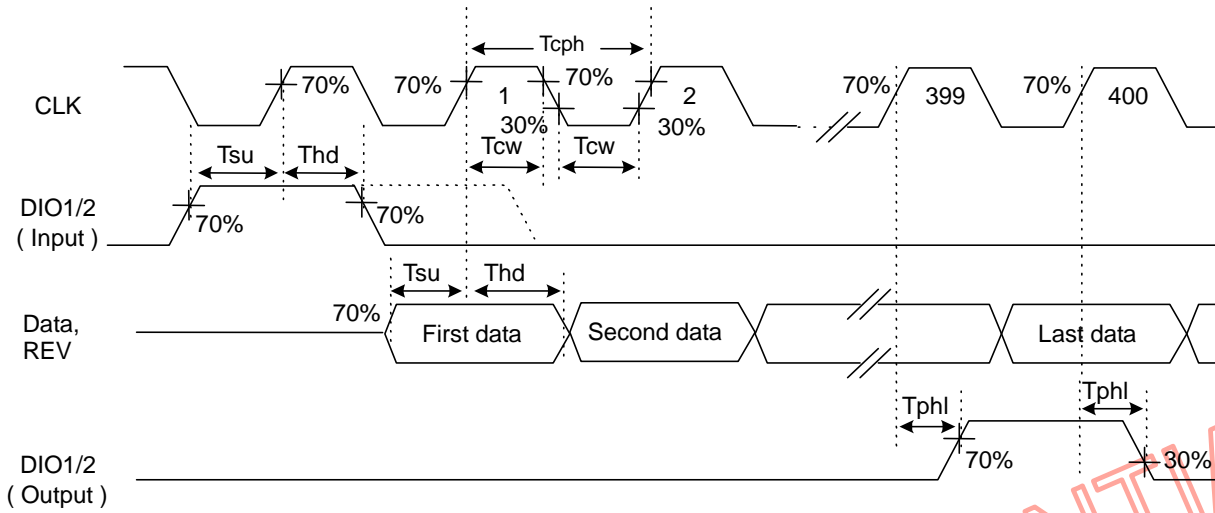 Tcph
CLK
70%
70%
1
70%
2
70%
399
70%
400
30%
30%
Tsu
Thd
Tcw
Tcw
DIO1/2
( Input )
70%
70%
Tsu
Thd
Data,
REV
70%
First data
Second data
Last data
Tphl
Tphl
DIO1/2
( Output )
70%
30%